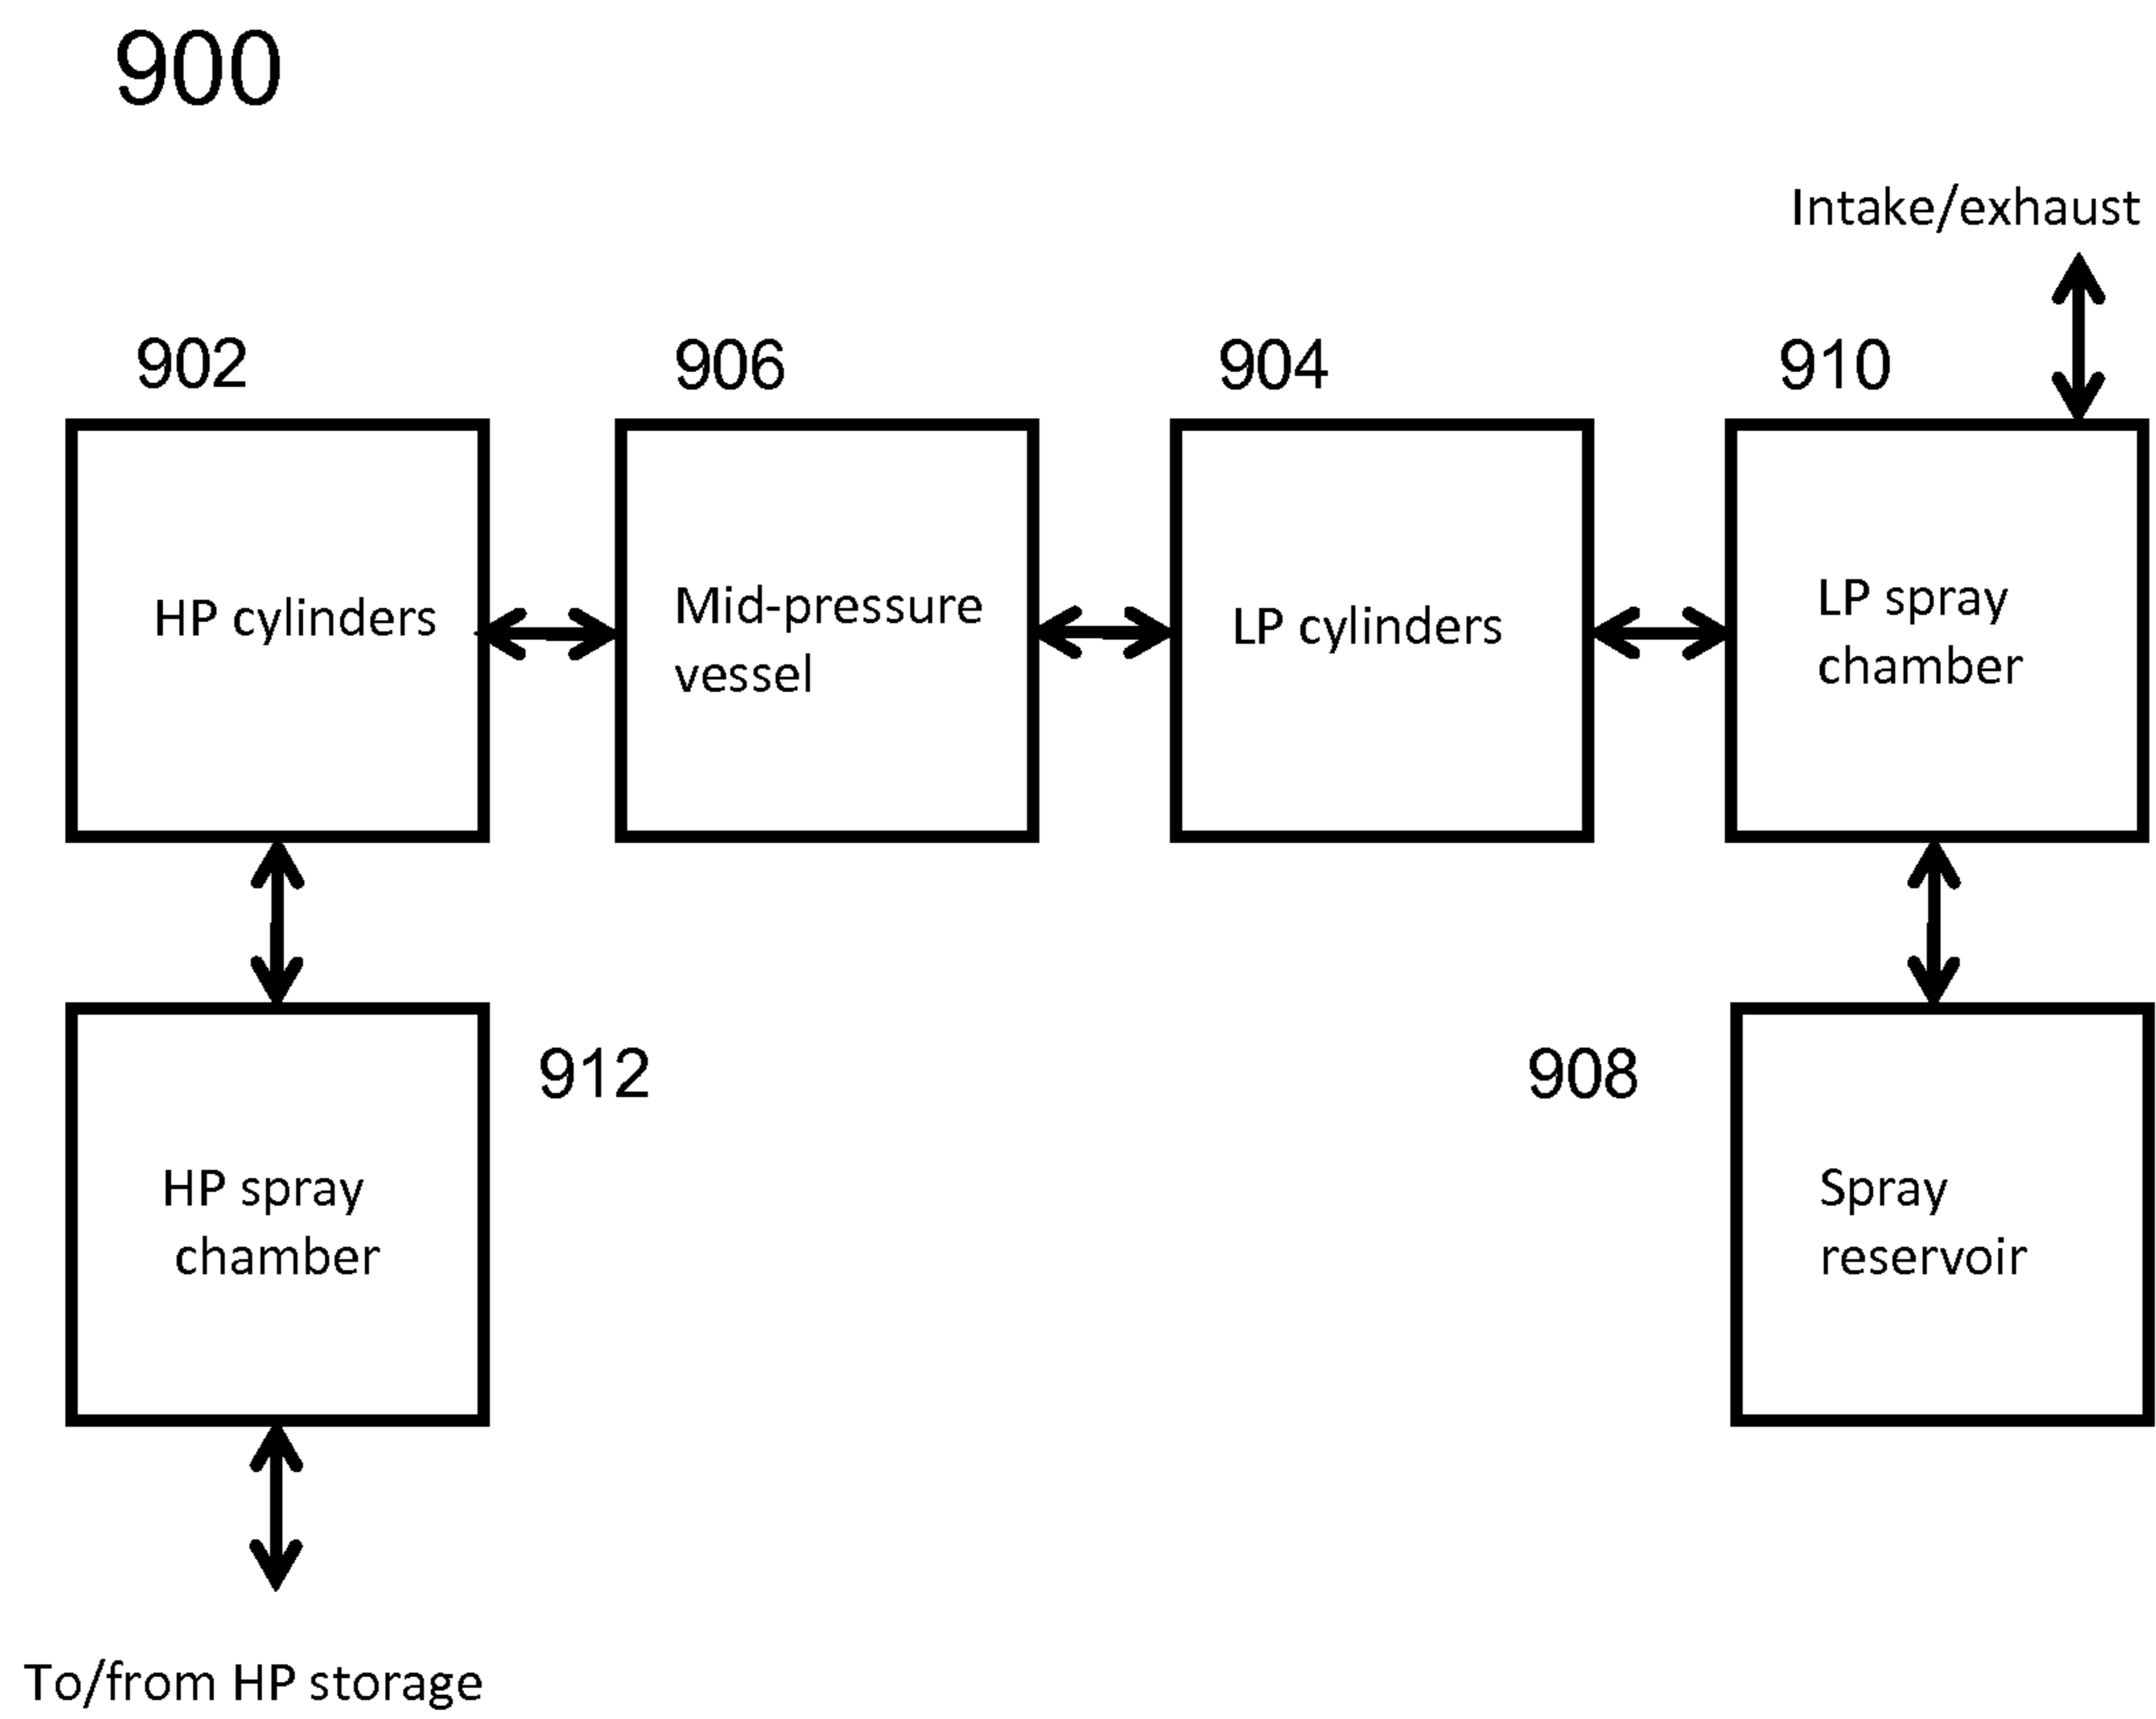 900
Intake/exhaust
902
906
904
910
HP cylinders
Mid-pressure
vessel
LP cylinders
LP spray
chamber
912
908
HP spray
chamber
Spray
reservoir
To/from HP storage